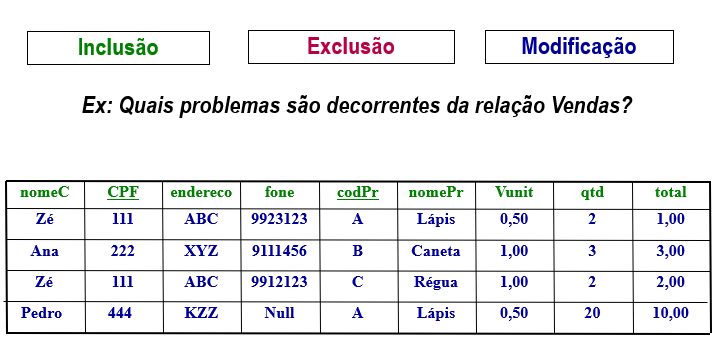 Inclusão Exclusão Modificação
Ex: Quais problemas são decorrentes da relação Vendas?
nomeC CPF endereco fone codPr nomePr Vunit qtd total
Zé 111 ABC 9923123 A Lápis 0,50 2 1,00
Ana 222 XYZ 9111456 B Caneta 1,00 3 3,00
Zé 111 ABC 9912123 C Régua 1,00 2 2,00
Pedro 444 KZZ Null A Lápis 0,50 20 10,00